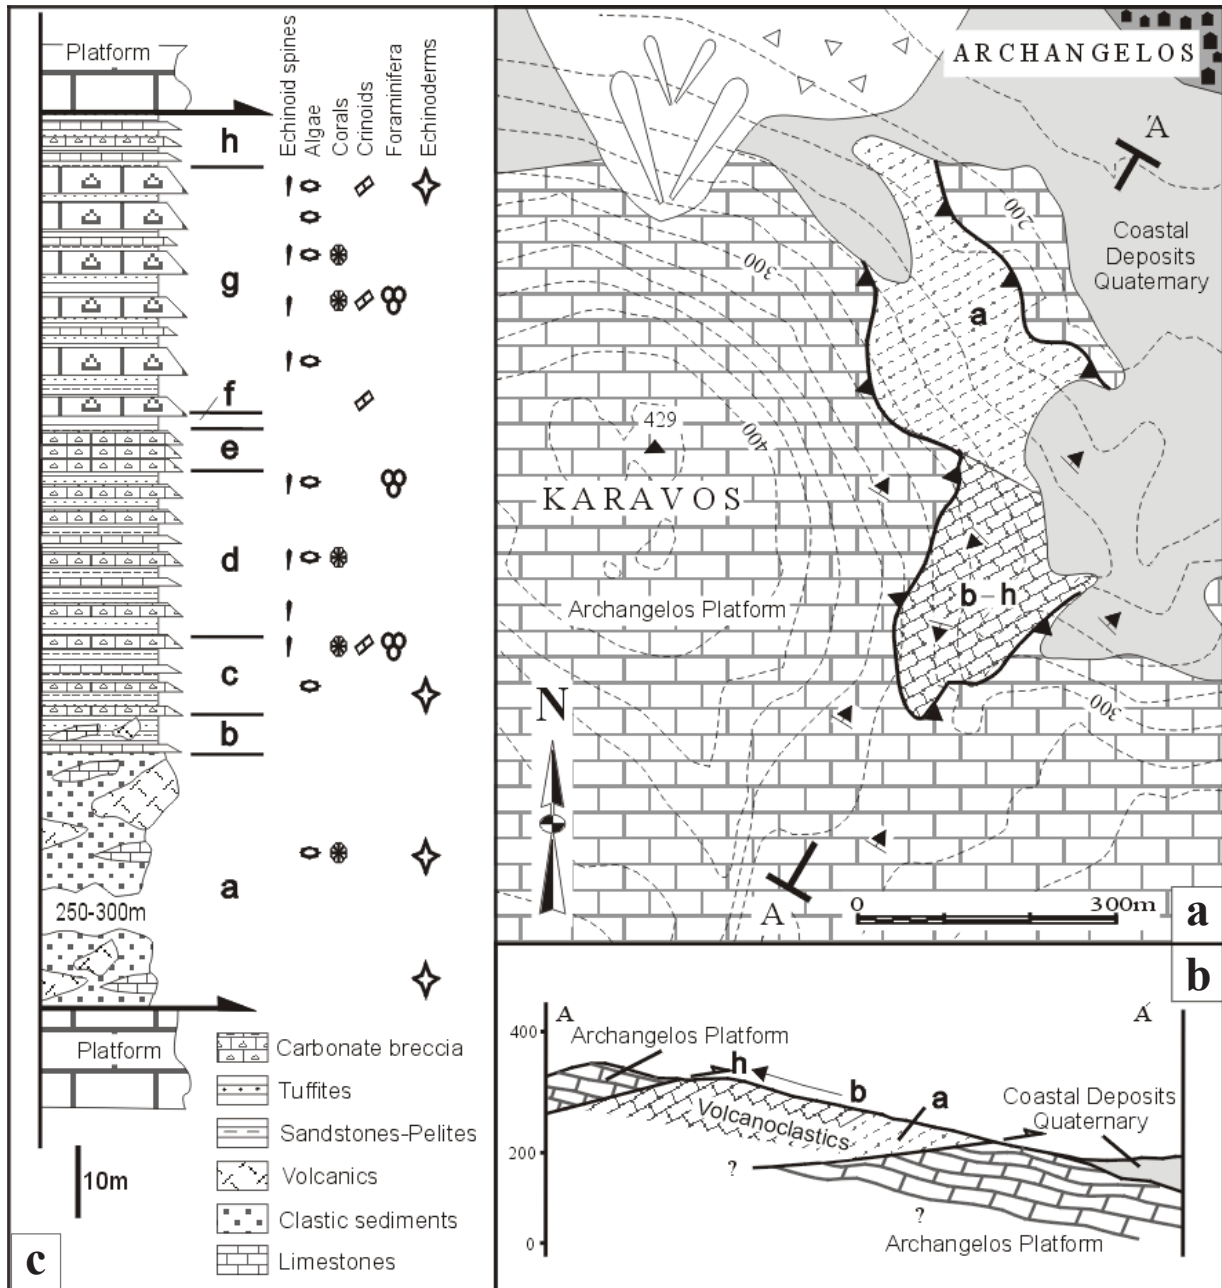 Platform
Echinoid spines
Algae
Corals
Crinoids
Foraminifera
Echinoderms
h
g
f
e
d
c
b
a
250-300m
Platform
10m
Carbonate breccia
Tuffites
Sandstones-Pelites
Volcanics
Clastic sediments
Limestones
c
ARCHANGELOS
Á
200
Coastal
Deposits
Quaternary
300
a
429
400
KARAVOS
b-h
Archangelos Platform
N
300
A
0 300m
a
b
400
A
Á
Archangelos Platform
h
b
a
Volcanoclastics
Coastal Deposits
Quaternary
200
?
?
0
Archangelos Platform